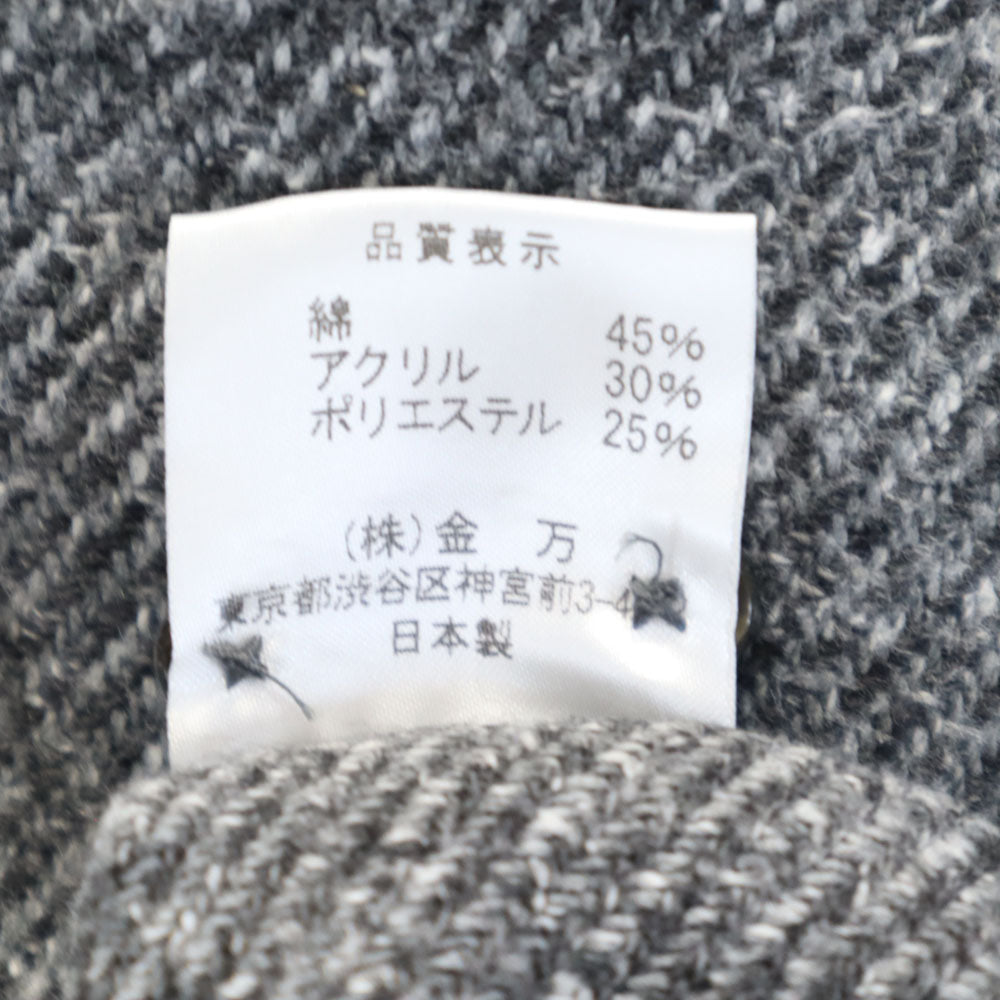 品質表示
綿 45%
アクリル 30%
ポリエステル 25%
(株)金 万
東京都渋谷区神宮前3-4
日本製